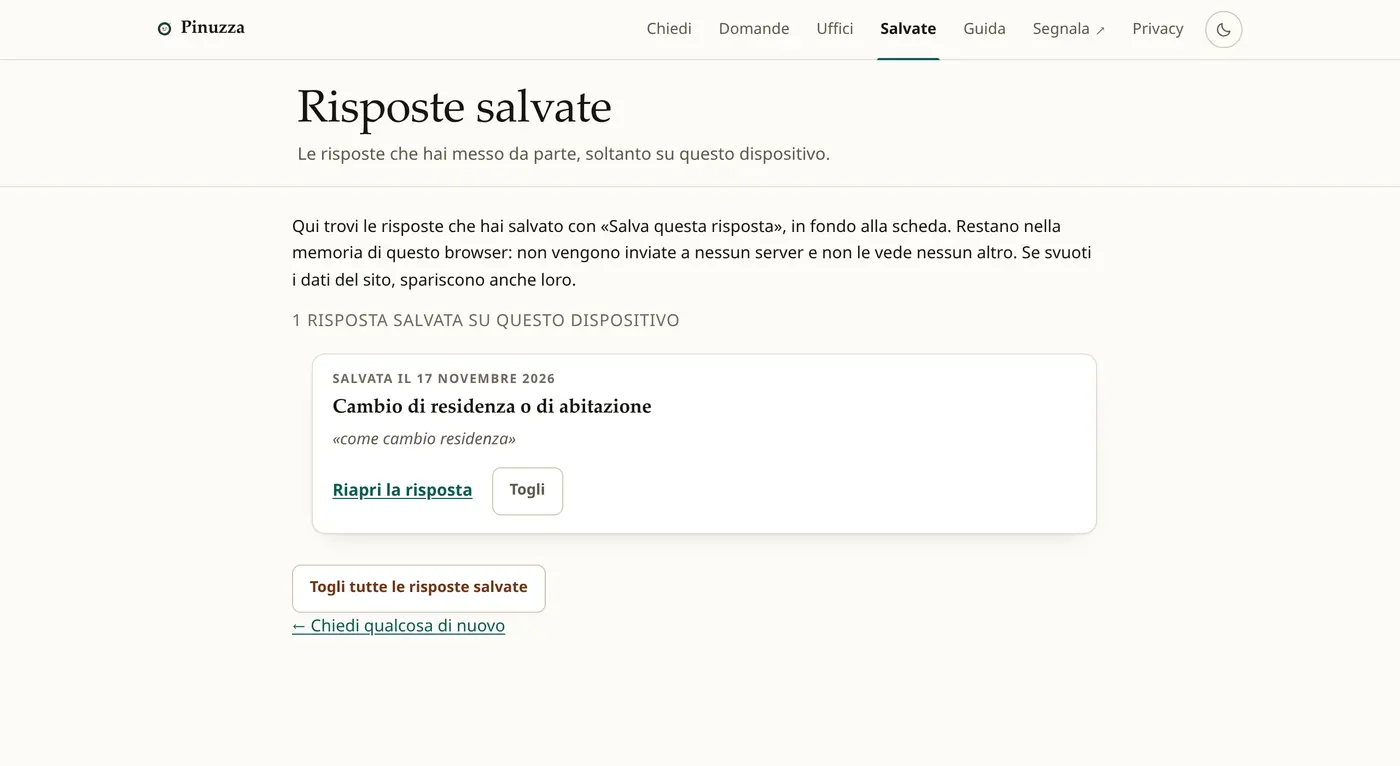 Pinuzza
Chiedi Domande Uffici Salvate Guida Segnala ↗ Privacy
Risposte salvate
Le risposte che hai messo da parte, soltanto su questo dispositivo.
Qui trovi le risposte che hai salvato con «Salva questa risposta», in fondo alla scheda. Restano nella
memoria di questo browser: non vengono inviate a nessun server e non le vede nessun altro. Se svuoti
i dati del sito, spariscono anche loro.
1 RISPOSTA SALVATA SU QUESTO DISPOSITIVO
SALVATA IL 17 NOVEMBRE 2026
Cambio di residenza o di abitazione
«come cambio residenza»
Riapri la risposta Togli
Togli tutte le risposte salvate
← Chiedi qualcosa di nuovo